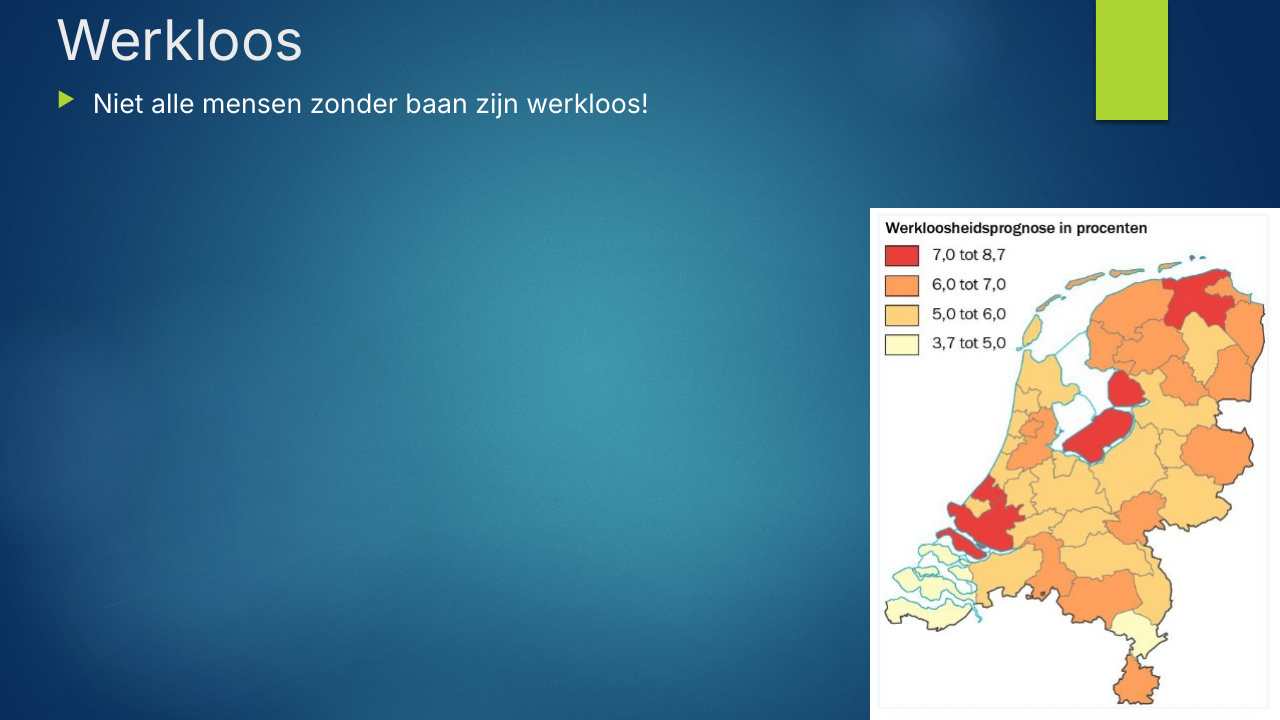 Werkloos
Niet alle mensen zonder baan zijn werkloos!
Werkloosheidsprognose in procenten
7,0 tot 8,7
6,0 tot 7,0
5,0 tot 6,0
3,7 tot 5,0